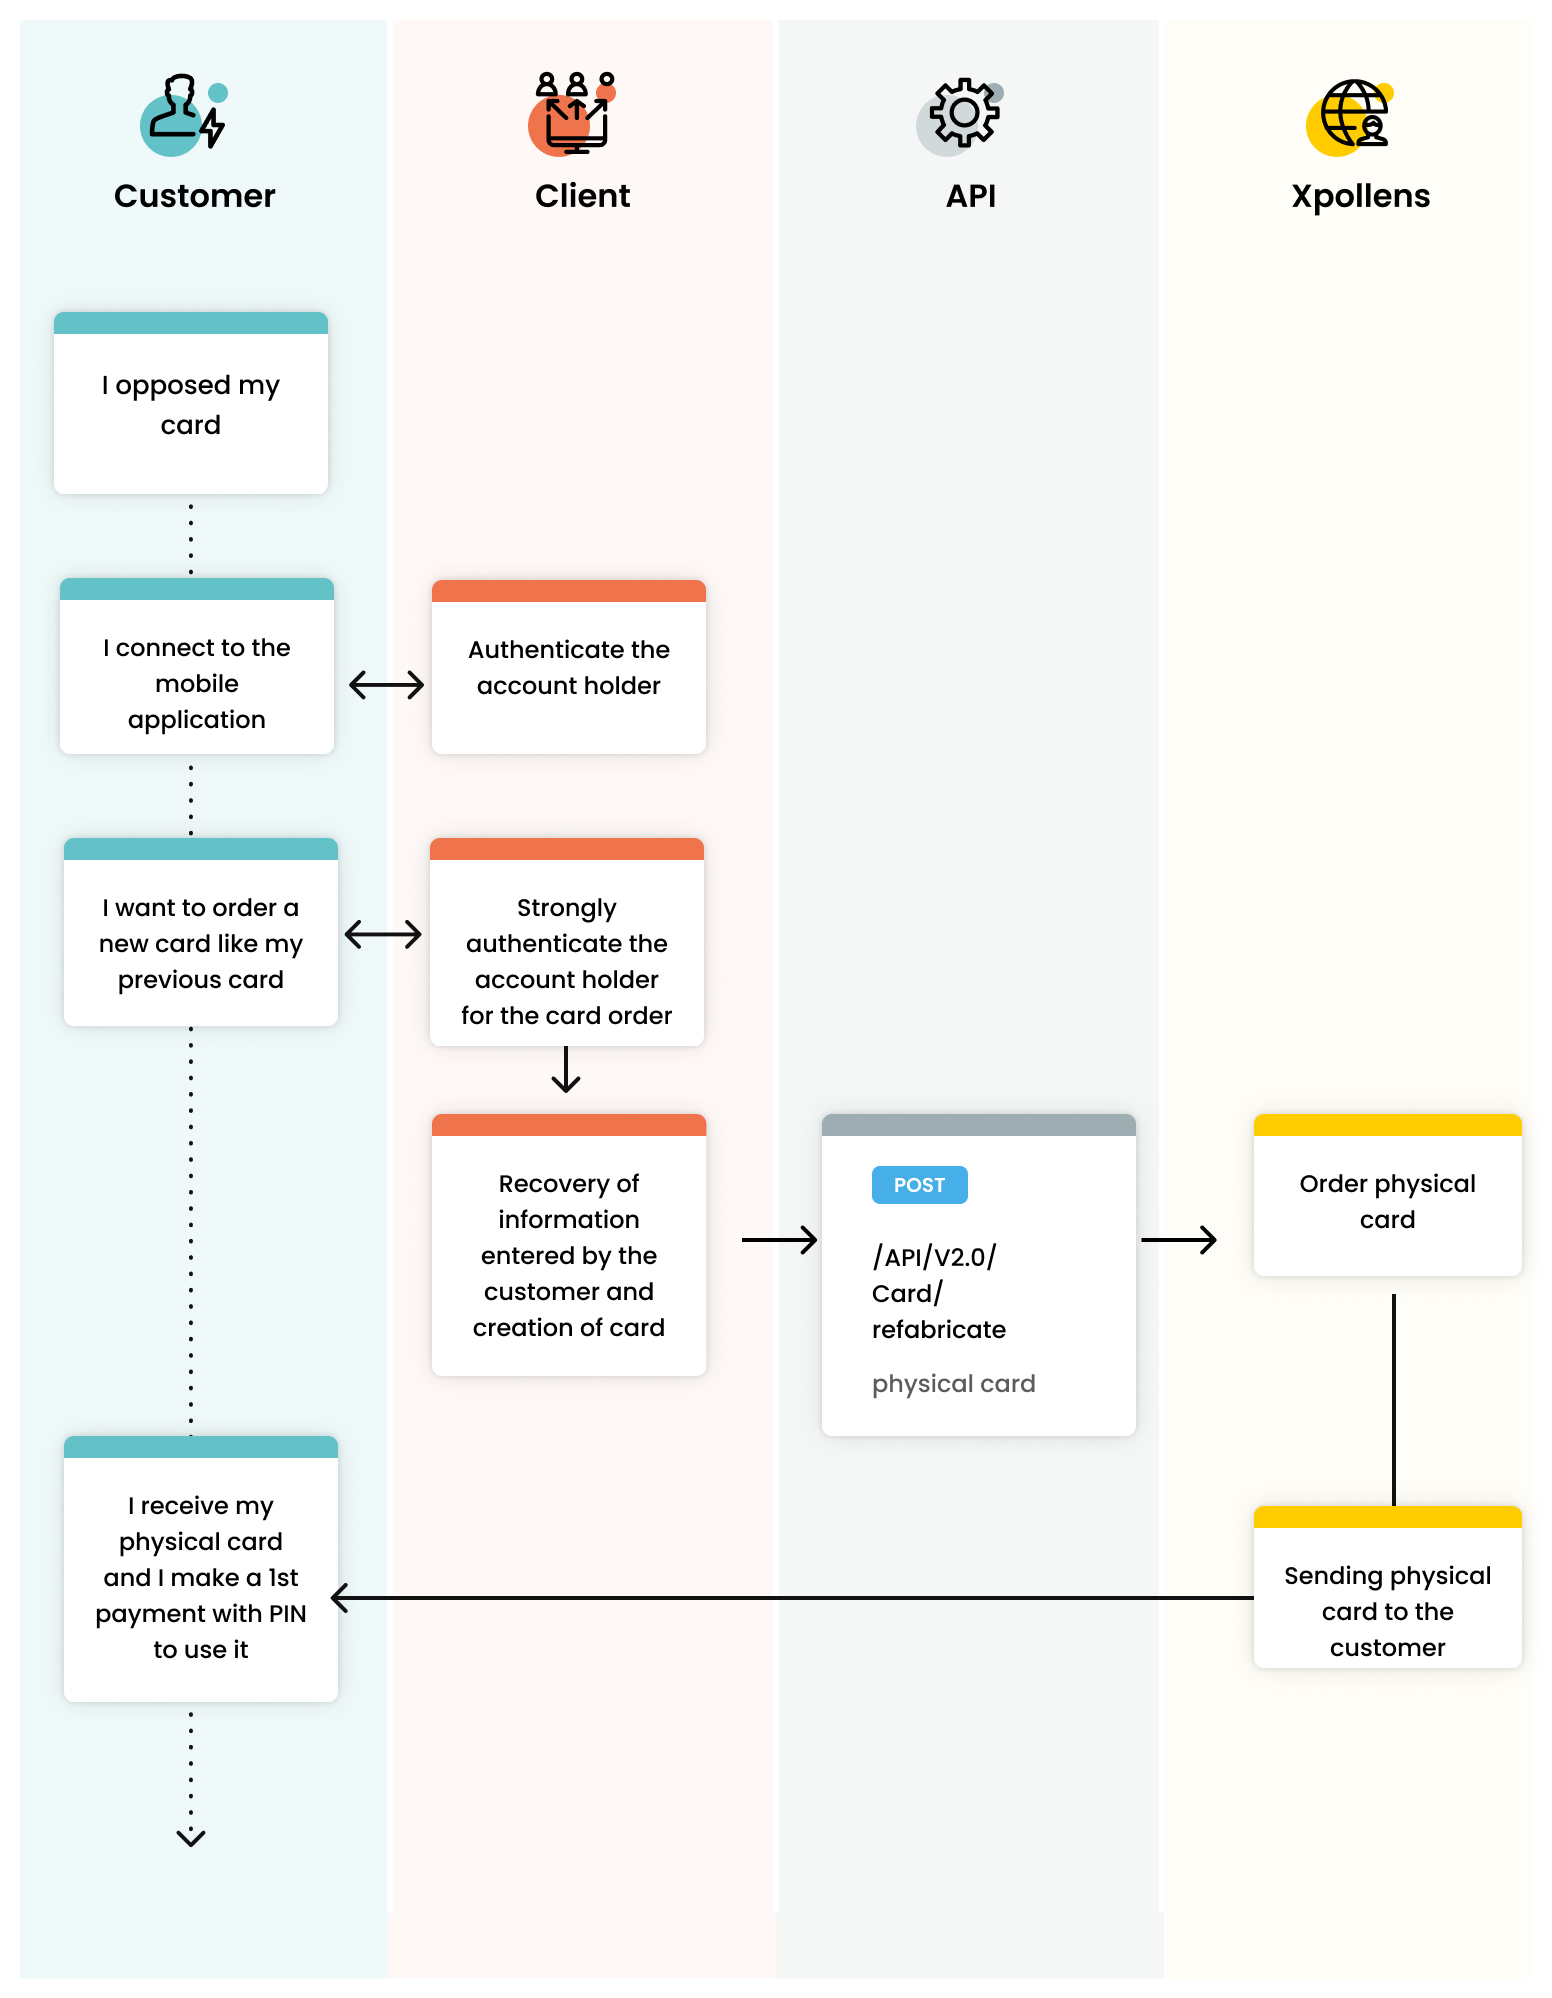 Customer
Client
API
Xpollens
I opposed my
card
I connect to the
mobile
application
Authenticate the
account holder
I want to order a
new card like my
previous card
Strongly
authenticate the
account holder
for the card order
Recovery of
information
entered by the
customer and
creation of card
POST
/API/V2.0/
Card/
refabricate
physical card
Order physical
card
I receive my
physical card
and I make a 1st
payment with PIN
to use it
Sending physical
card to the
customer